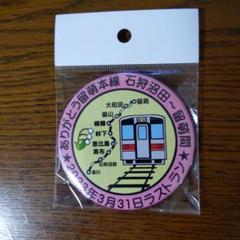 ありがとう留萌本線 石狩沼田～留萌間
留萌
大和田
藤山
幌糠
峠下
恵比島
真布
石狩沼田
深川
★2023年3月31日ラストラン★